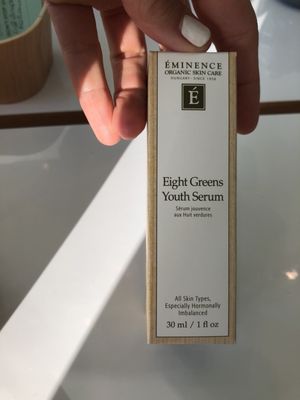 ÉMINENCE
ORGANIC SKIN CARE
HUNGARY · SINCE 1958
É
Eight Greens
Youth Serum
Sérum jouvence
aux Huit verdures
All Skin Types,
Especially Hormonally
Imbalanced
30 ml / 1 fl oz